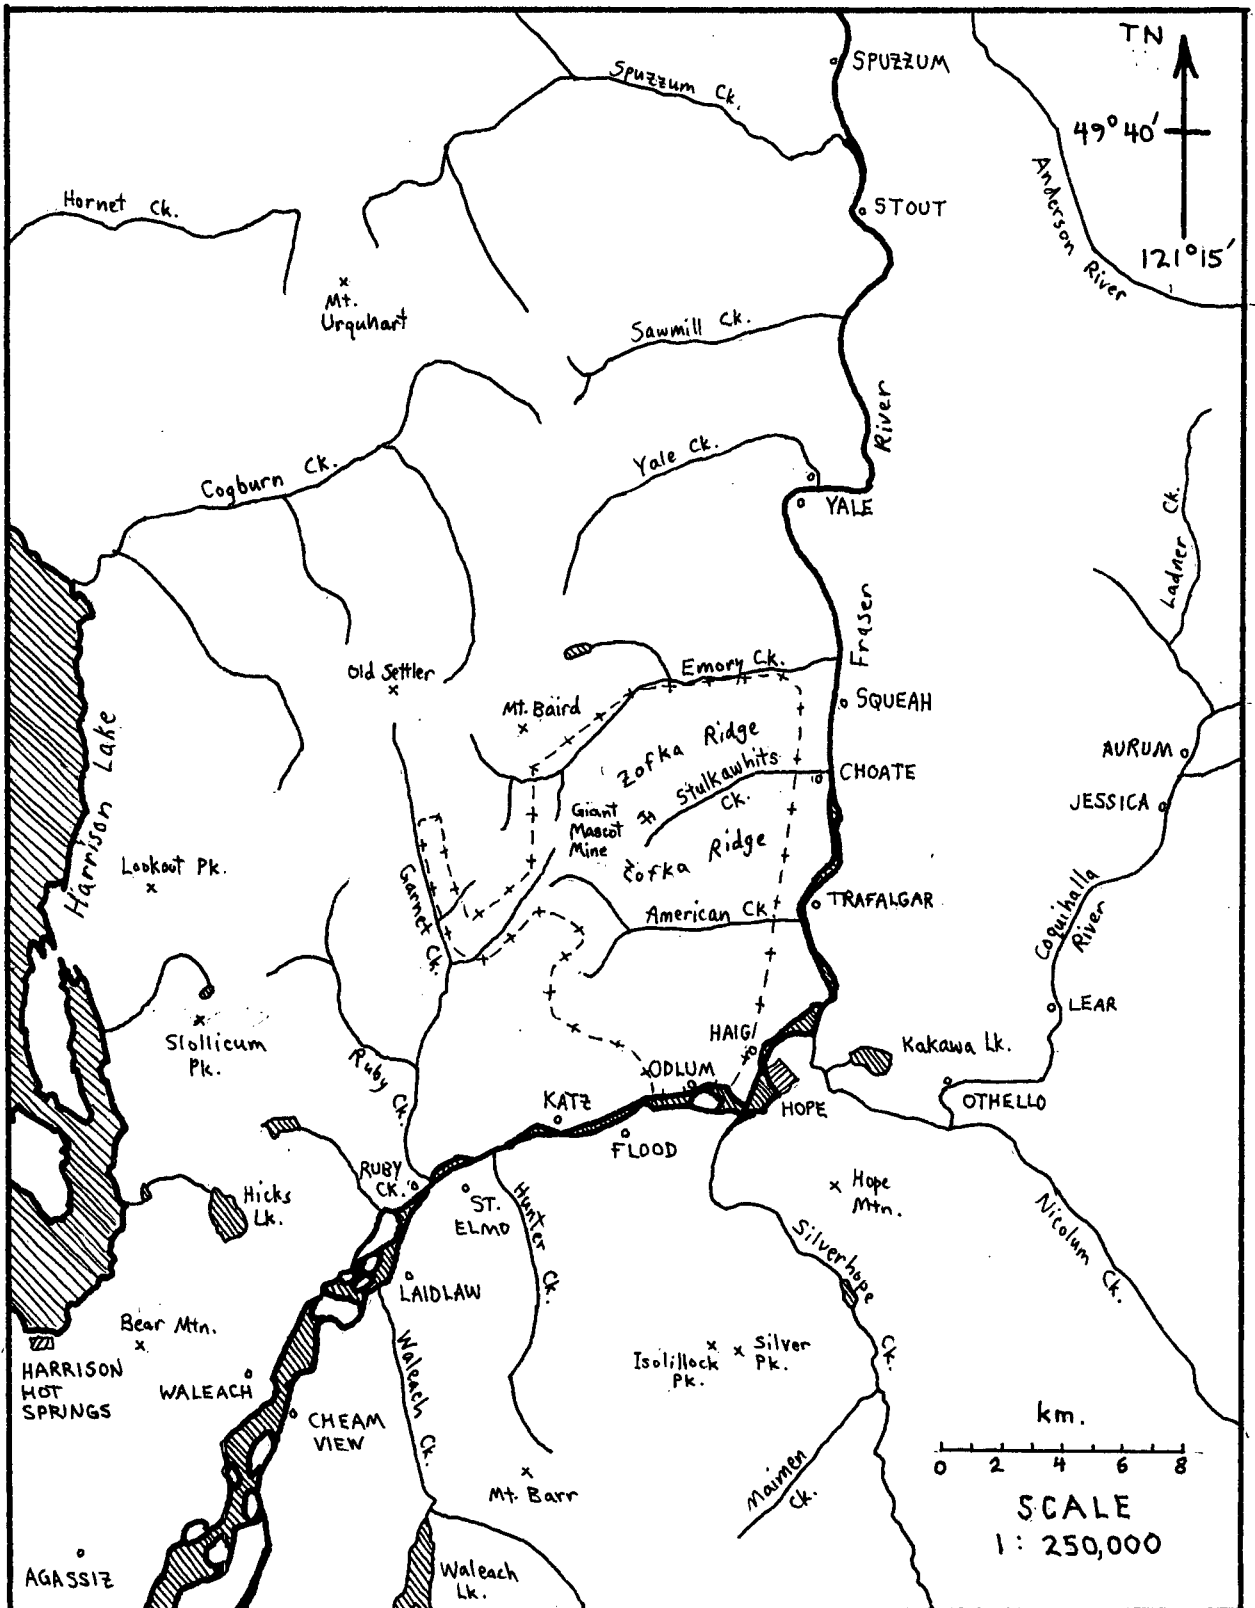 TN
SPUZZUM
Spuzzum Ck.
49° 40'
Anderson River
Hornet Ck.
STOUT
121° 15'
Mt.
Urquhart
Sawmill Ck.
River
Yale Ck.
Cogburn Ck.
YALE
Ladner Ck.
Fraser
Old Settler
Emory Ck.
Mt. Baird
SQUEAH
Zofka Ridge
AURUM
Harrison Lake
Stulkawhits
Ck.
CHOATE
JESSICA
Giant
Mascot
Mine
Zofka Ridge
Lookout Pk.
Garnet Ck.
TRAFALGAR
American Ck
Coquihalla
River
LEAR
Slollicum
Pk.
HAIG
Kakawa Lk.
Ruby Ck.
ODLUM
KATZ
HOPE
OTHELLO
FLOOD
RUBY
CK.
Hicks
Lk.
ST.
ELMO
Hunter Ck.
Hope
Mtn.
Nicolum Ck.
Silverhope Ck.
LAIDLAW
Bear Mtn.
Isolillock
Pk.
Silver
Pk.
HARRISON
HOT
SPRINGS
WALEACH
Waleach Ck.
CHEAM
VIEW
km.
0 2 4 6 8
Maimen
Ck.
Mt. Barr
SCALE
1 : 250,000
AGASSIZ
Waleach
Lk.